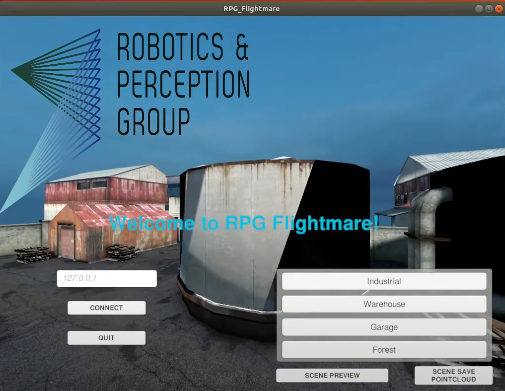 RPG_Flightmare
ROBOTICS &
PERCEPTION
GROUP
Welcome to RPG Flightmare!
127.0.0.1
CONNECT
QUIT
Industrial
Warehouse
Garage
Forest
SCENE PREVIEW
SCENE SAVE
POINTCLOUD